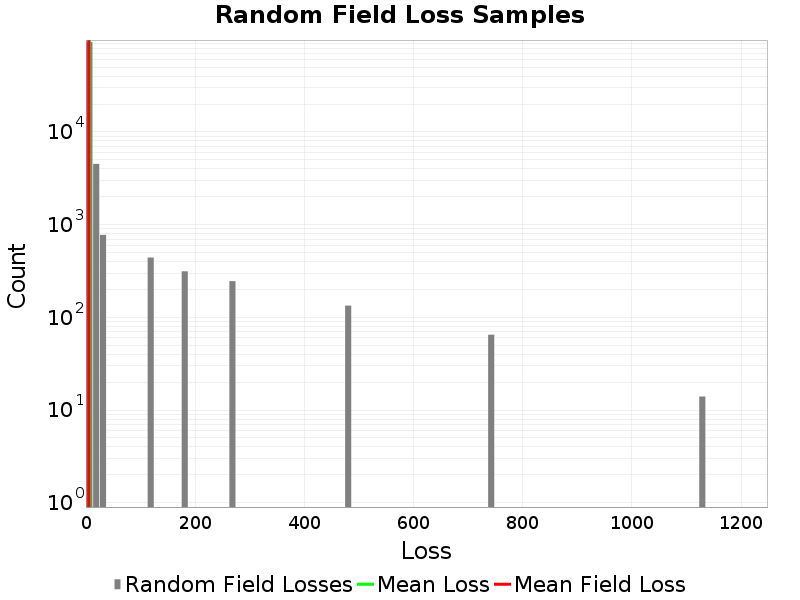 Random Field Loss Samples
Count
10^4
10^3
10^2
10^1
10^0
0 200 400 600 800 1000 1200
Loss
Random Field Losses Mean Loss Mean Field Loss